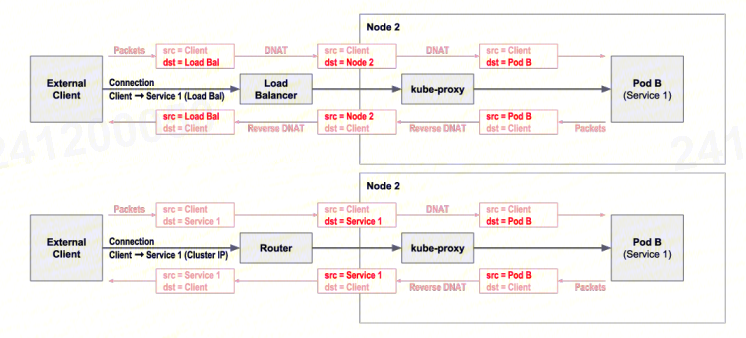 Node 2
Packets
src = Client
dst = Load Bal
DNAT
src = Client
dst = Node 2
DNAT
src = Client
dst = Pod B
External
Client
Connection
Client → Service 1 (Load Bal)
Load
Balancer
kube-proxy
Pod B
(Service 1)
src = Load Bal
dst = Client
Reverse DNAT
src = Node 2
dst = Client
Reverse DNAT
src = Pod B
dst = Client
Packets
Node 2
Packets
src = Client
dst = Service 1
src = Client
dst = Service 1
DNAT
src = Client
dst = Pod B
External
Client
Connection
Client → Service 1 (Cluster IP)
Router
kube-proxy
Pod B
(Service 1)
src = Service 1
dst = Client
src = Service 1
dst = Client
Reverse DNAT
src = Pod B
dst = Client
Packets